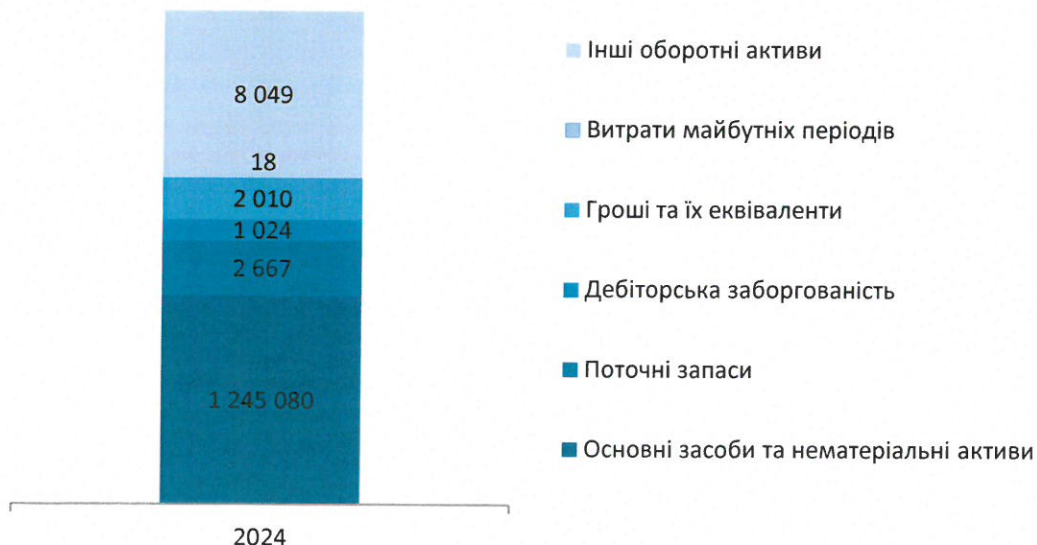 8 049
18
2 010
1 024
2 667
1 245 080
2024
Інші оборотні активи
Витрати майбутніх періодів
Гроші та їх еквіваленти
Дебіторська заборгованість
Поточні запаси
Основні засоби та нематеріальні активи